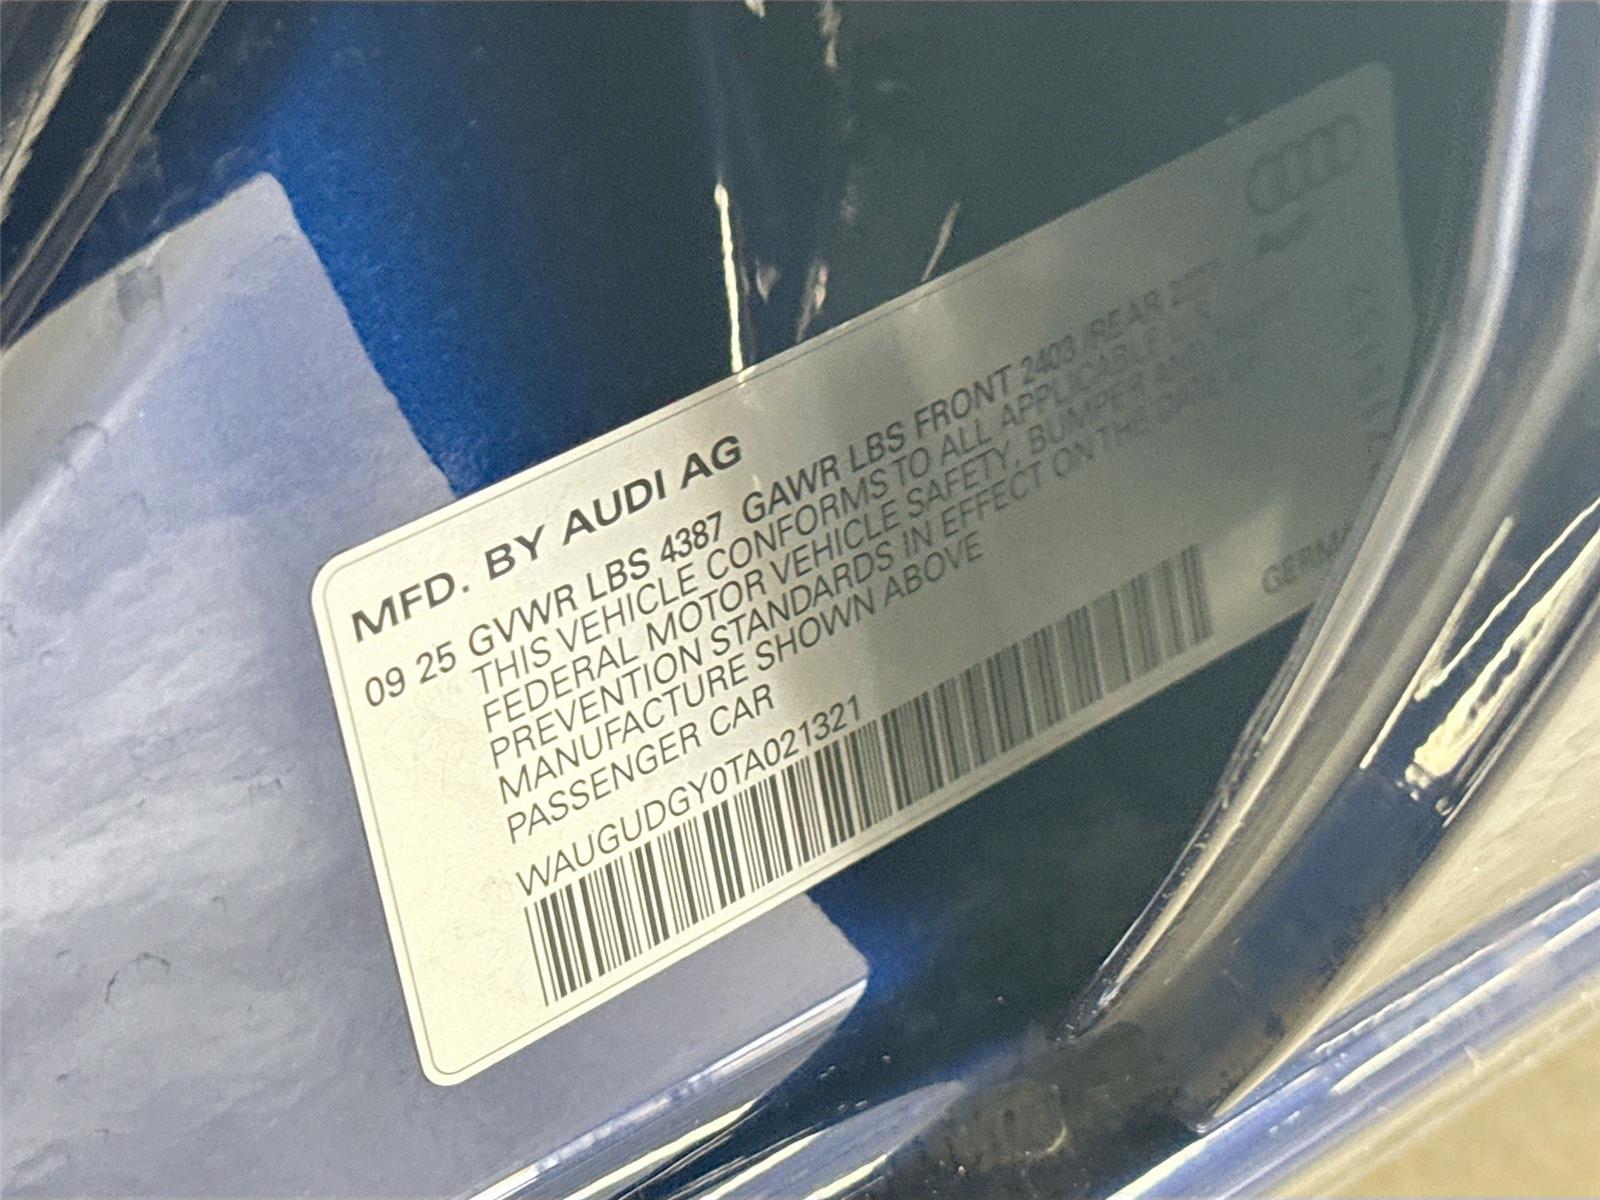 MFD. BY AUDI AG
09 25 GVWR LBS 4387 GAWR LBS FRONT 2403 /REAR
THIS VEHICLE CONFORMS TO ALL APPLICABLE
FEDERAL MOTOR VEHICLE SAFETY, BUMPER
PREVENTION STANDARDS IN EFFECT ON THE DATE OF
MANUFACTURE SHOWN ABOVE
PASSENGER CAR
WAUGUDGY0TA021321